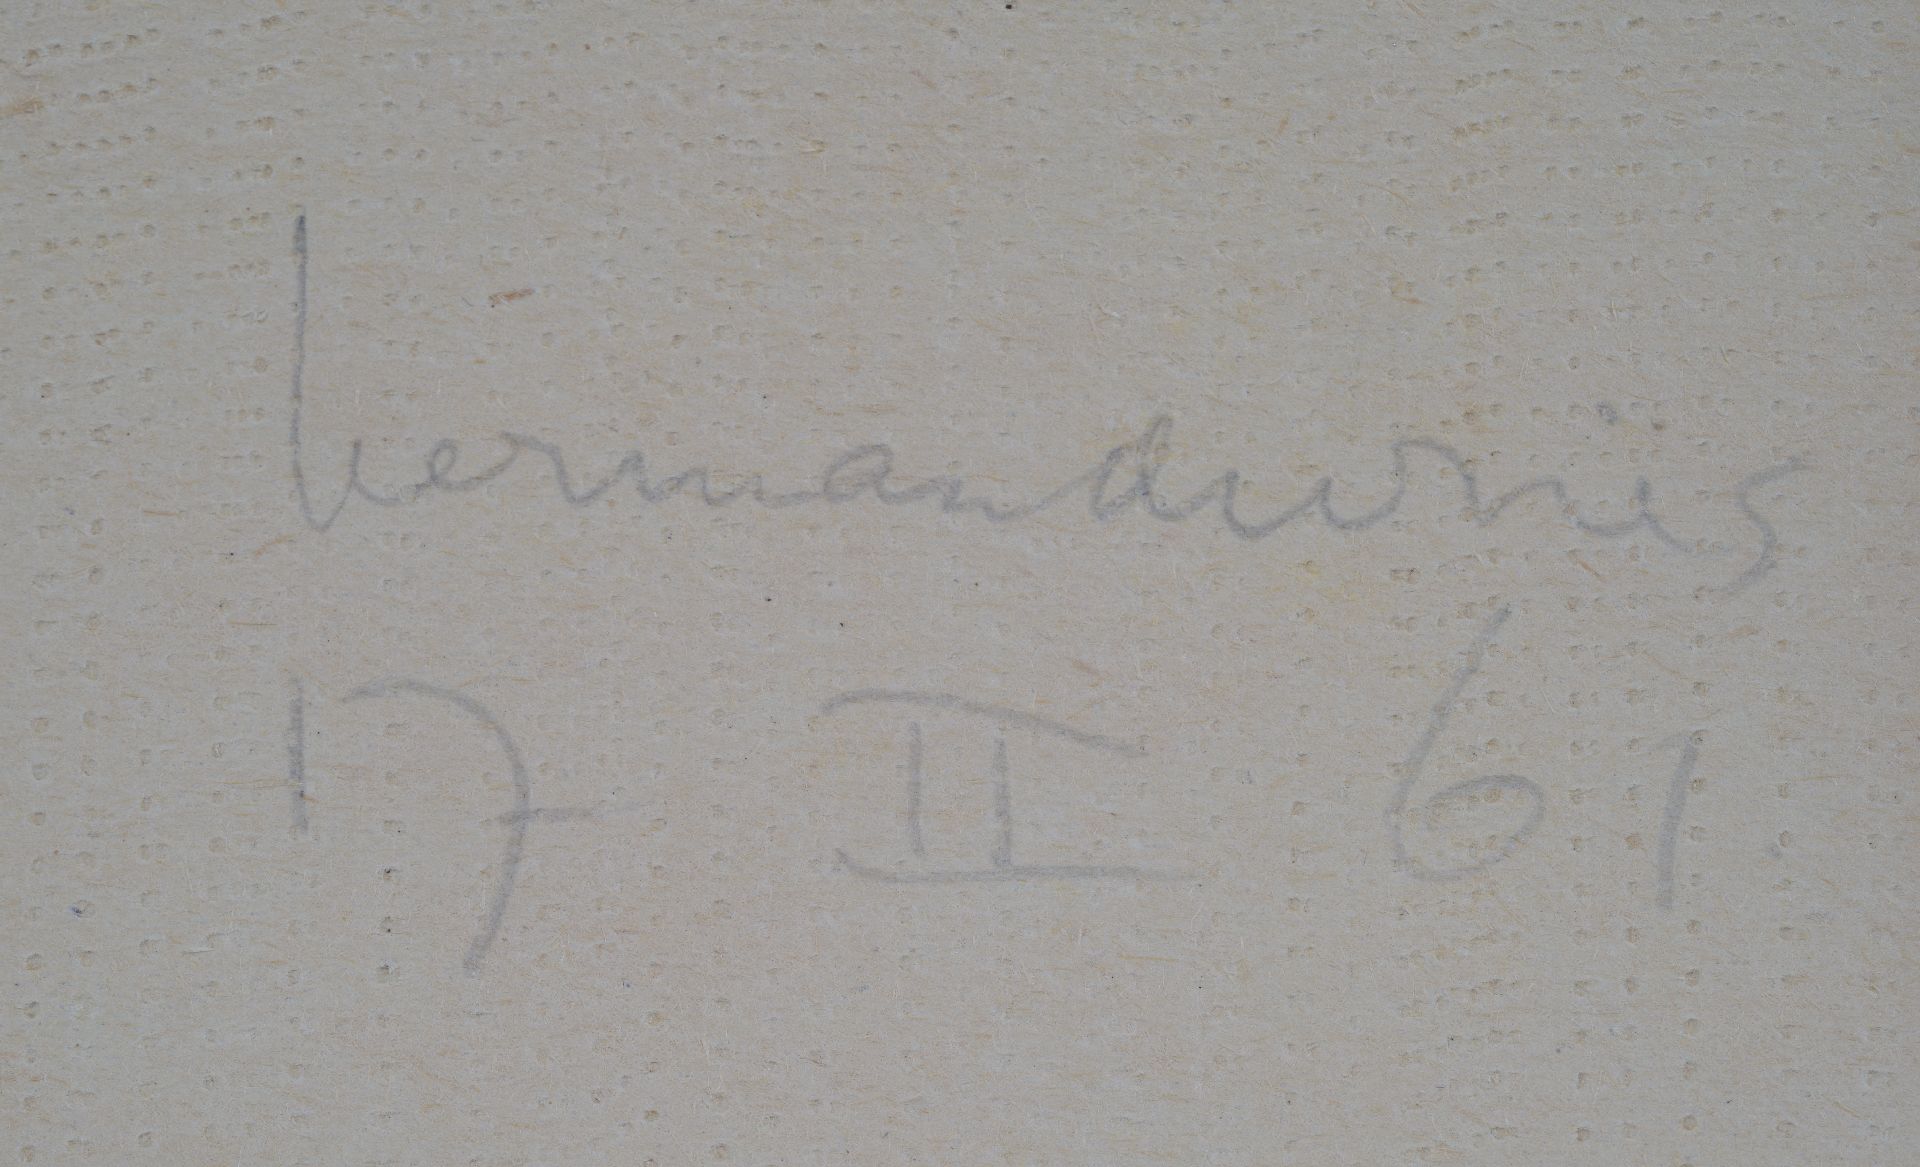 hermandevries
17 II 61